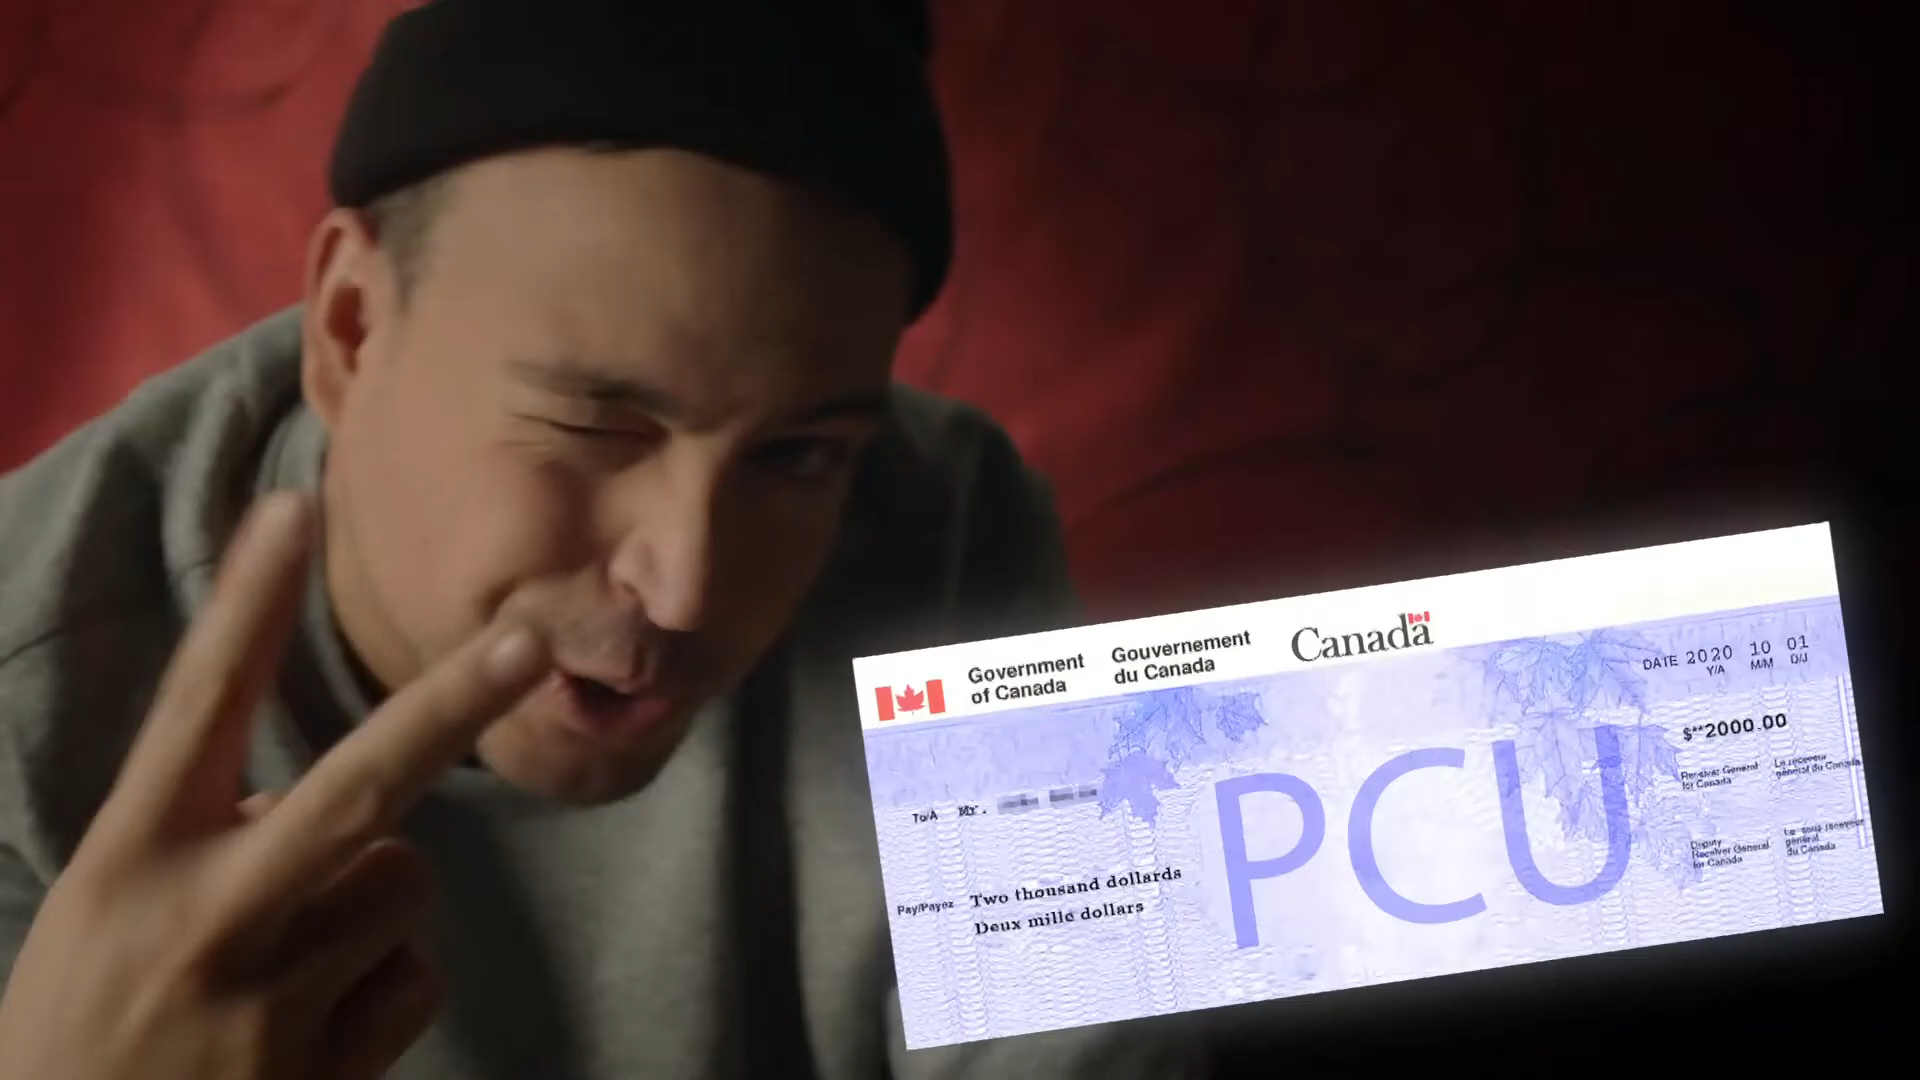 Government
of Canada
Gouvernement
du Canada
Canada
DATE 2020 10 01
Y/A M/M D/J
$**2000.00
Receiver General
for Canada
Le receveur
général du Canada
To/A Mr.
PCU
Deputy
Receiver General
for Canada
Le sous receveur
général
du Canada
Pay/Payez Two thousand dollards
Deux mille dollars